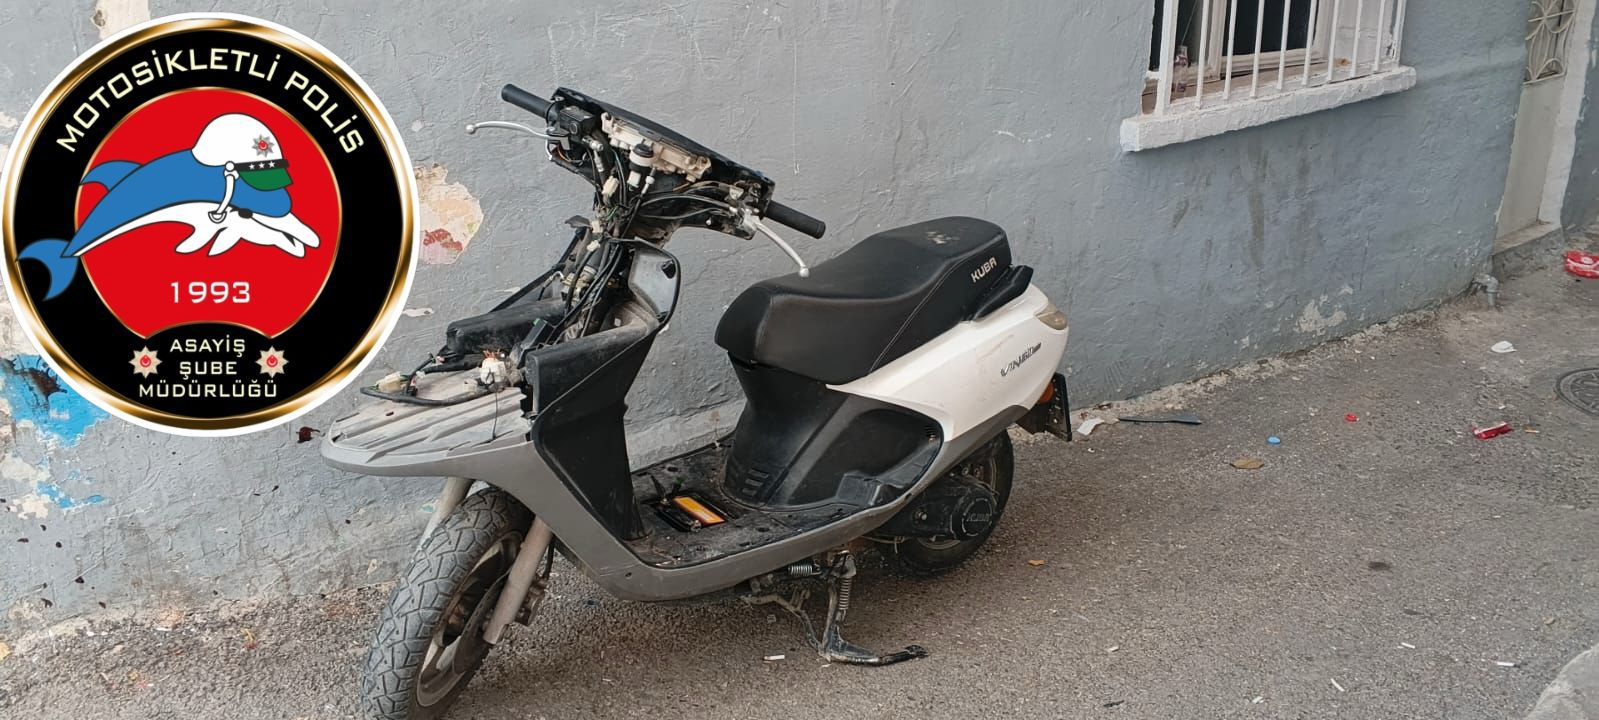 MOTOSİKLETLİ POLİS
1993
ASAYİŞ
ŞUBE
MÜDÜRLÜĞÜ
KUBA
KUBA